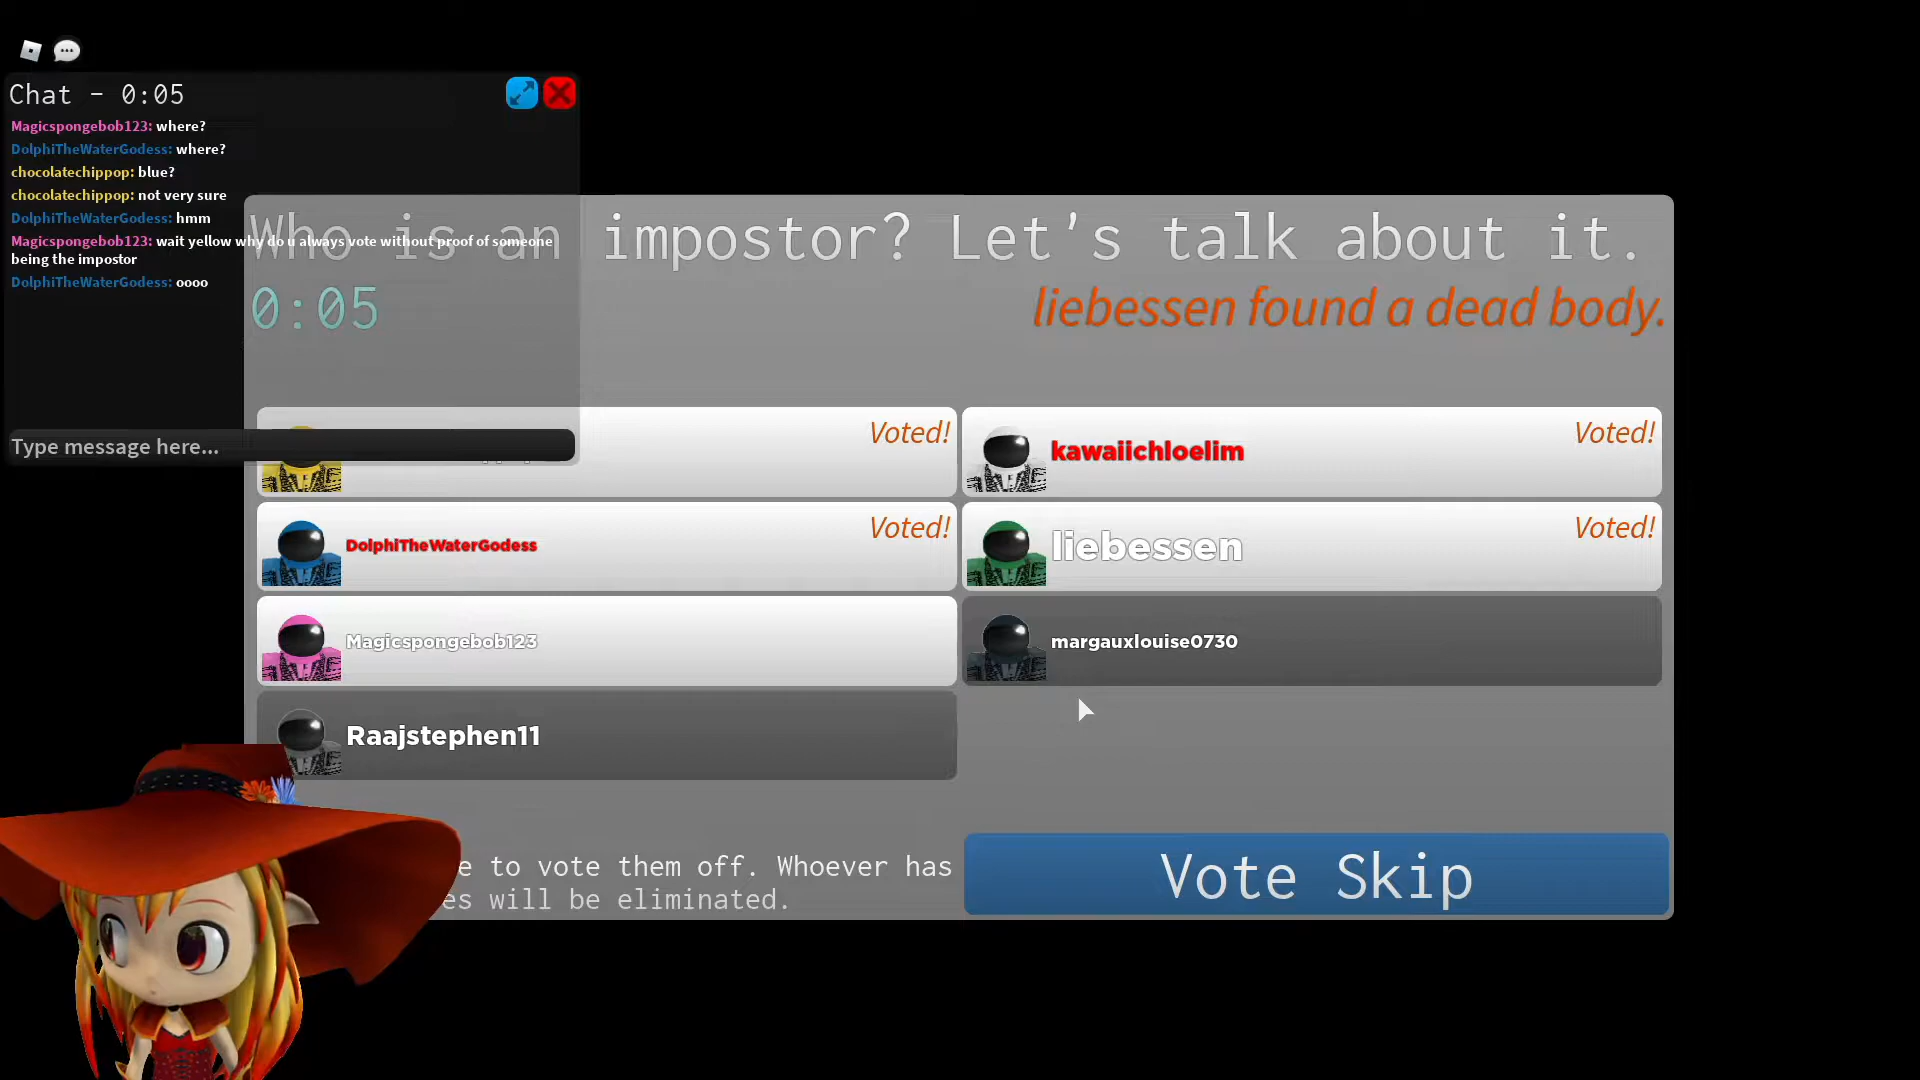 Chat - 0:05
Magicspongebob123: where?
DolphiTheWaterGodess: where?
chocolatechippop: blue?
chocolatechippop: not very sure
DolphiTheWaterGodess: hmm
Magicspongebob123: wait yellow why do u always vote without proof of someone
being the impostor
DolphiTheWaterGodess: oooo
Type message here...
Who is an impostor? Let's talk about it.
0:05
liebessen found a dead body.
Voted!
kawaiichloelim
Voted!
DolphiTheWaterGodess
Voted!
liebessen
Voted!
Magicspongebob123
margauxlouise0730
Raajstephen11
to vote them off. Whoever has
will be eliminated.
Vote Skip